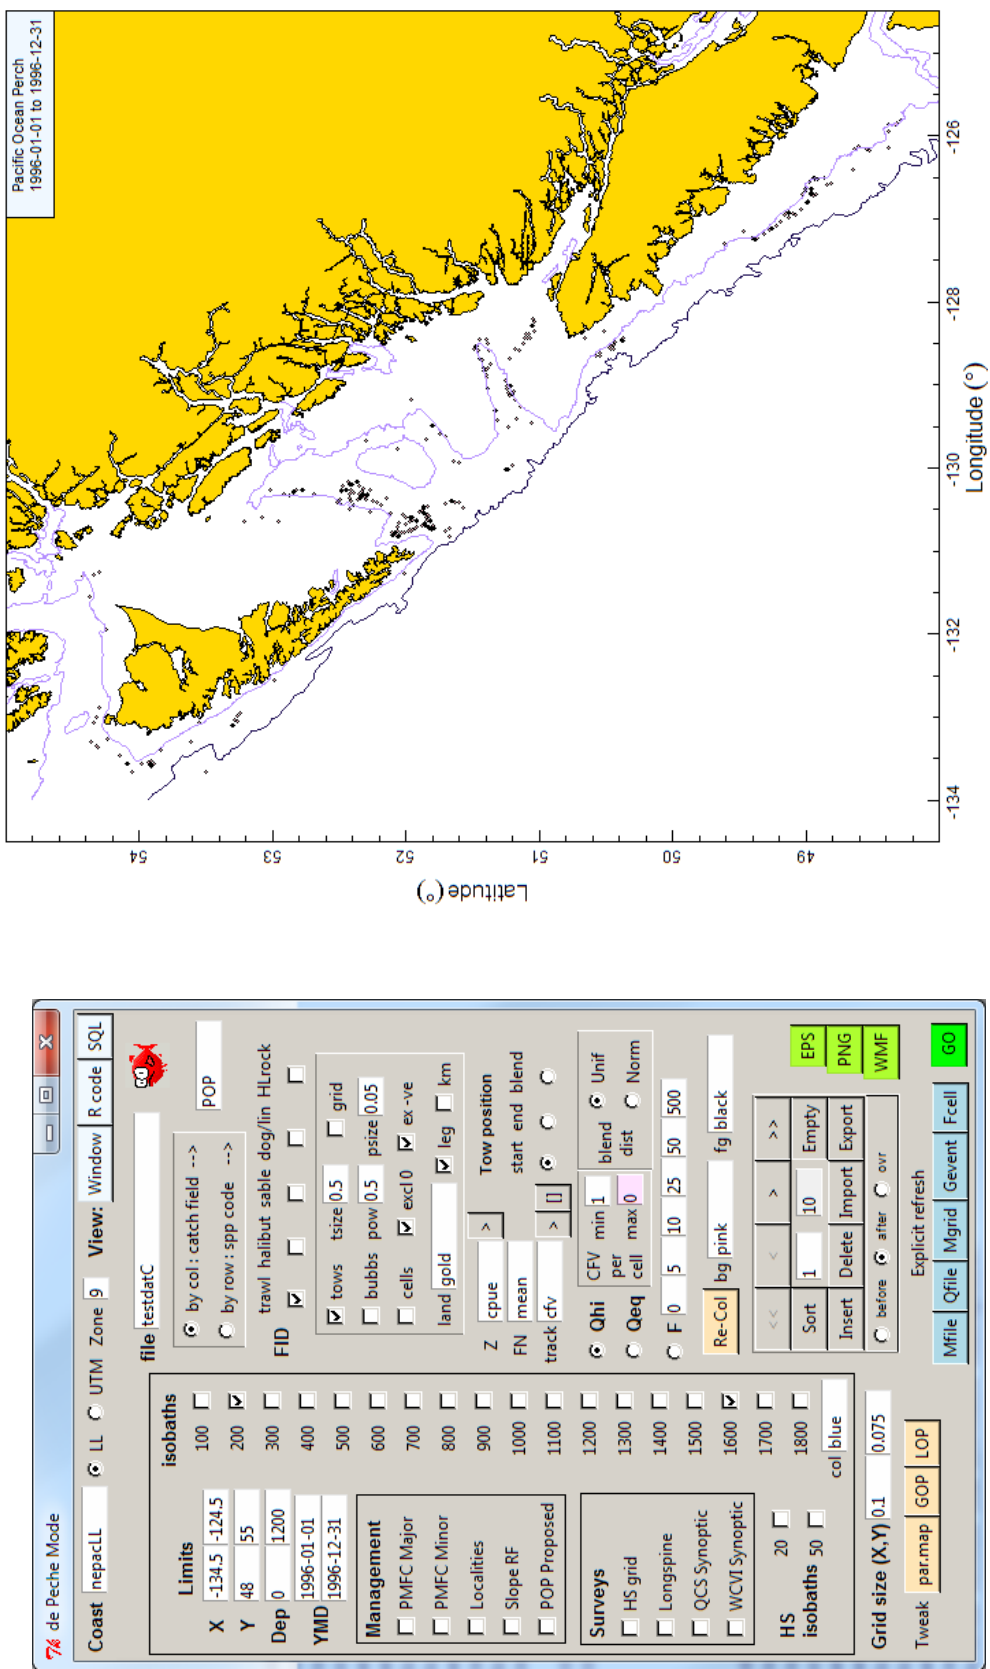 de Peche Mode
Coast nepacLL LL UTM Zone 9 View: Window R code SQL
Limits
X -134.5 -124.5
Y 48 55
Dep 0 1200
YMD 1996-01-01
1996-12-31
Management
PMFC Major
PMFC Minor
Localities
Slope RF
POP Proposed
Surveys
HS grid
Longspine
QCS Synoptic
WCVI Synoptic
HS 20
isobaths 50
isobaths
100
200
300
400
500
600
700
800
900
1000
1100
1200
1300
1400
1500
1600
1700
1800
col blue
Grid size (X,Y) 0.1 0.075
Tweak par.map GOP LOP
file testdatC
by col : catch field -->
by row : spp code -->
POP
trawl halibut sable dog/lin HLrock
FID
tows tsize 0.5 grid
bubbs pow 0.5 psize 0.05
cells excl 0 ex -ve
land gold leg km
Z cpue > Tow position
FN mean start end blend
track cfv > []
Qhi CFV min 1 blend Unif
Qeq per dist Norm
cell max 0
F 0 5 10 25 50 500
Re-Col bg pink fg black
<< < > >>
Sort 1 10 Empty
Insert Delete Import Export
before after ovr
EPS
PNG
WMF
Explicit refresh
Mfile Qfile Mgrid Gevent Fcell GO
Pacific Ocean Perch
1996-01-01 to 1996-12-31
Latitude (°)
54
53
52
51
50
49
-134 -132 -130 -128 -126
Longitude (°)